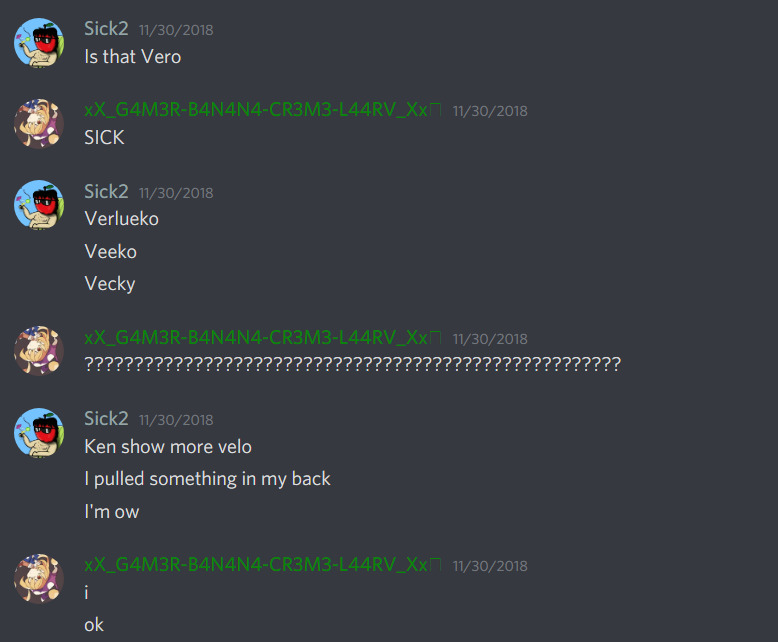 Sick2 11/30/2018
Is that Vero
xX_G4M3R-B4N4N4-CR3M3-L44RV_Xx 11/30/2018
SICK
Sick2 11/30/2018
Verlueko
Veeko
Vecky
xX_G4M3R-B4N4N4-CR3M3-L44RV_Xx 11/30/2018
??????????????????????????????????????????????????????
Sick2 11/30/2018
Ken show more velo
I pulled something in my back
I'm ow
xX_G4M3R-B4N4N4-CR3M3-L44RV_Xx 11/30/2018
i
ok